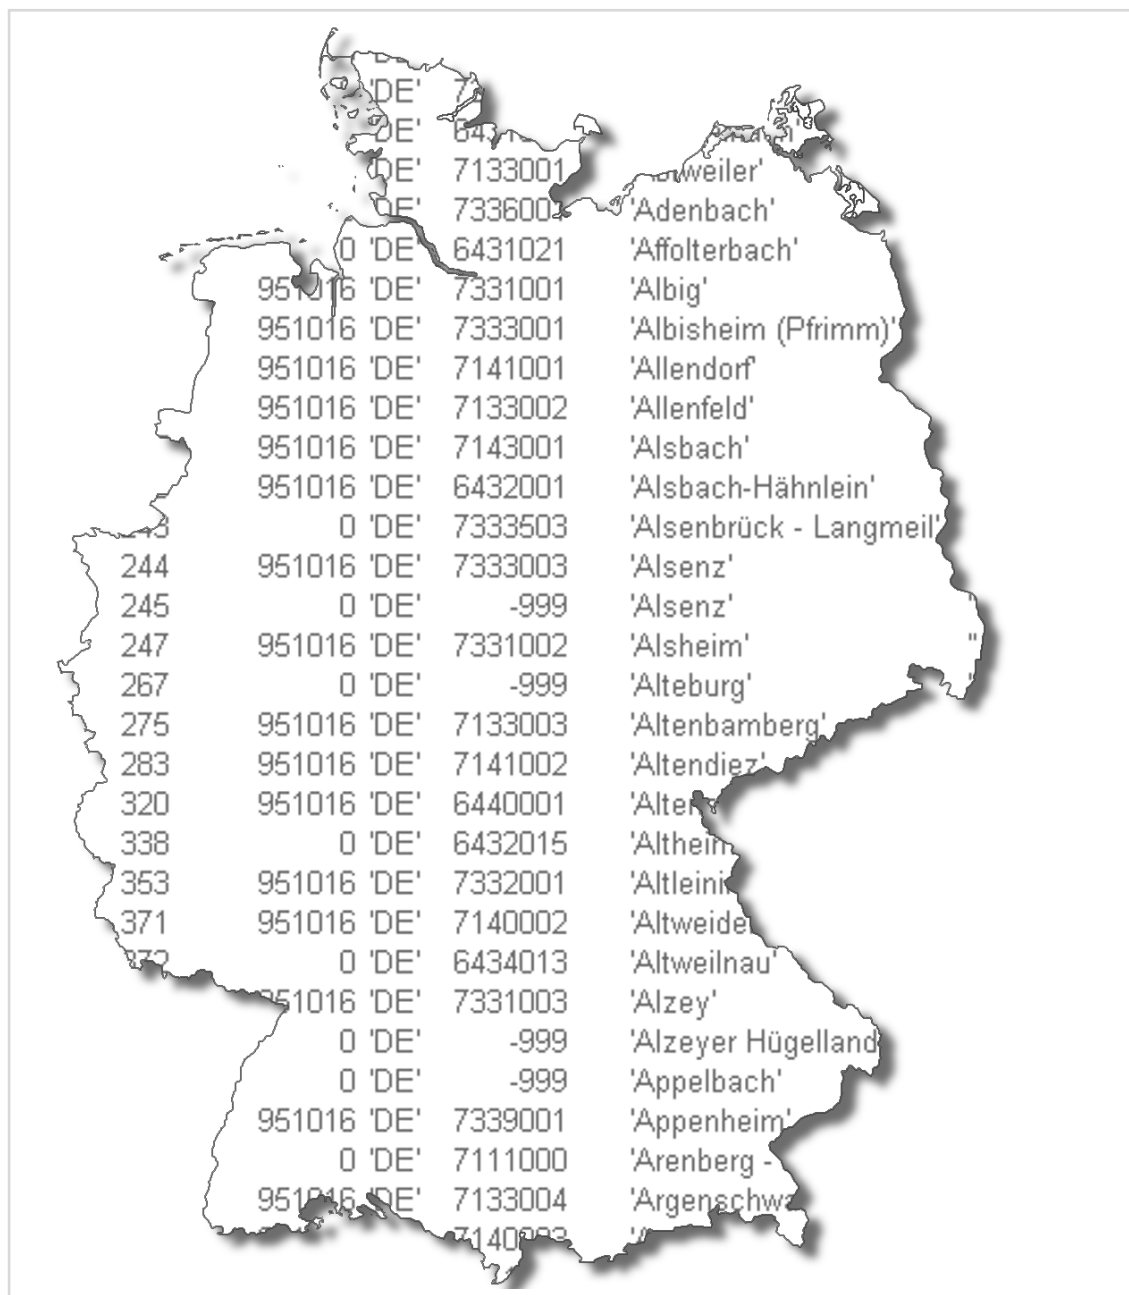 'DE'
'DE'
'DE' 7133001
'DE' 'Adenbach'
0 'DE' 6431021 'Affolterbach'
951016 'DE' 7331001 'Albig'
951016 'DE' 7333001 'Albisheim (Pfrimm)'
951016 'DE' 7141001 'Allendorf'
951016 'DE' 7133002 'Allenfeld'
951016 'DE' 7143001 'Alsbach'
951016 'DE' 6432001 'Alsbach-Hähnlein'
0 'DE' 7333503 'Alsenbrück - Langmeil'
244 951016 'DE' 7333003 'Alsenz'
245 0 'DE' -999 'Alsenz' "
247 951016 'DE' 7331002 'Alsheim' "
267 0 'DE' -999 'Alteburg'
275 951016 'DE' 7133003 'Altenbamberg'
283 951016 'DE' 7141002 'Altendiez'
320 951016 'DE' 6440001
338 0 'DE' 6432015
353 951016 'DE' 7332001
371 951016 'DE' 7140002
0 'DE' 6434013 'Altweilnau'
951016 'DE' 7331003 'Alzey'
0 'DE' -999 'Alzeyer Hügelland
0 'DE' -999 'Appelbach'
951016 'DE' 7339001 'Appenheim'
0 'DE' 7111000 'Arenberg -
951016 'DE' 7133004